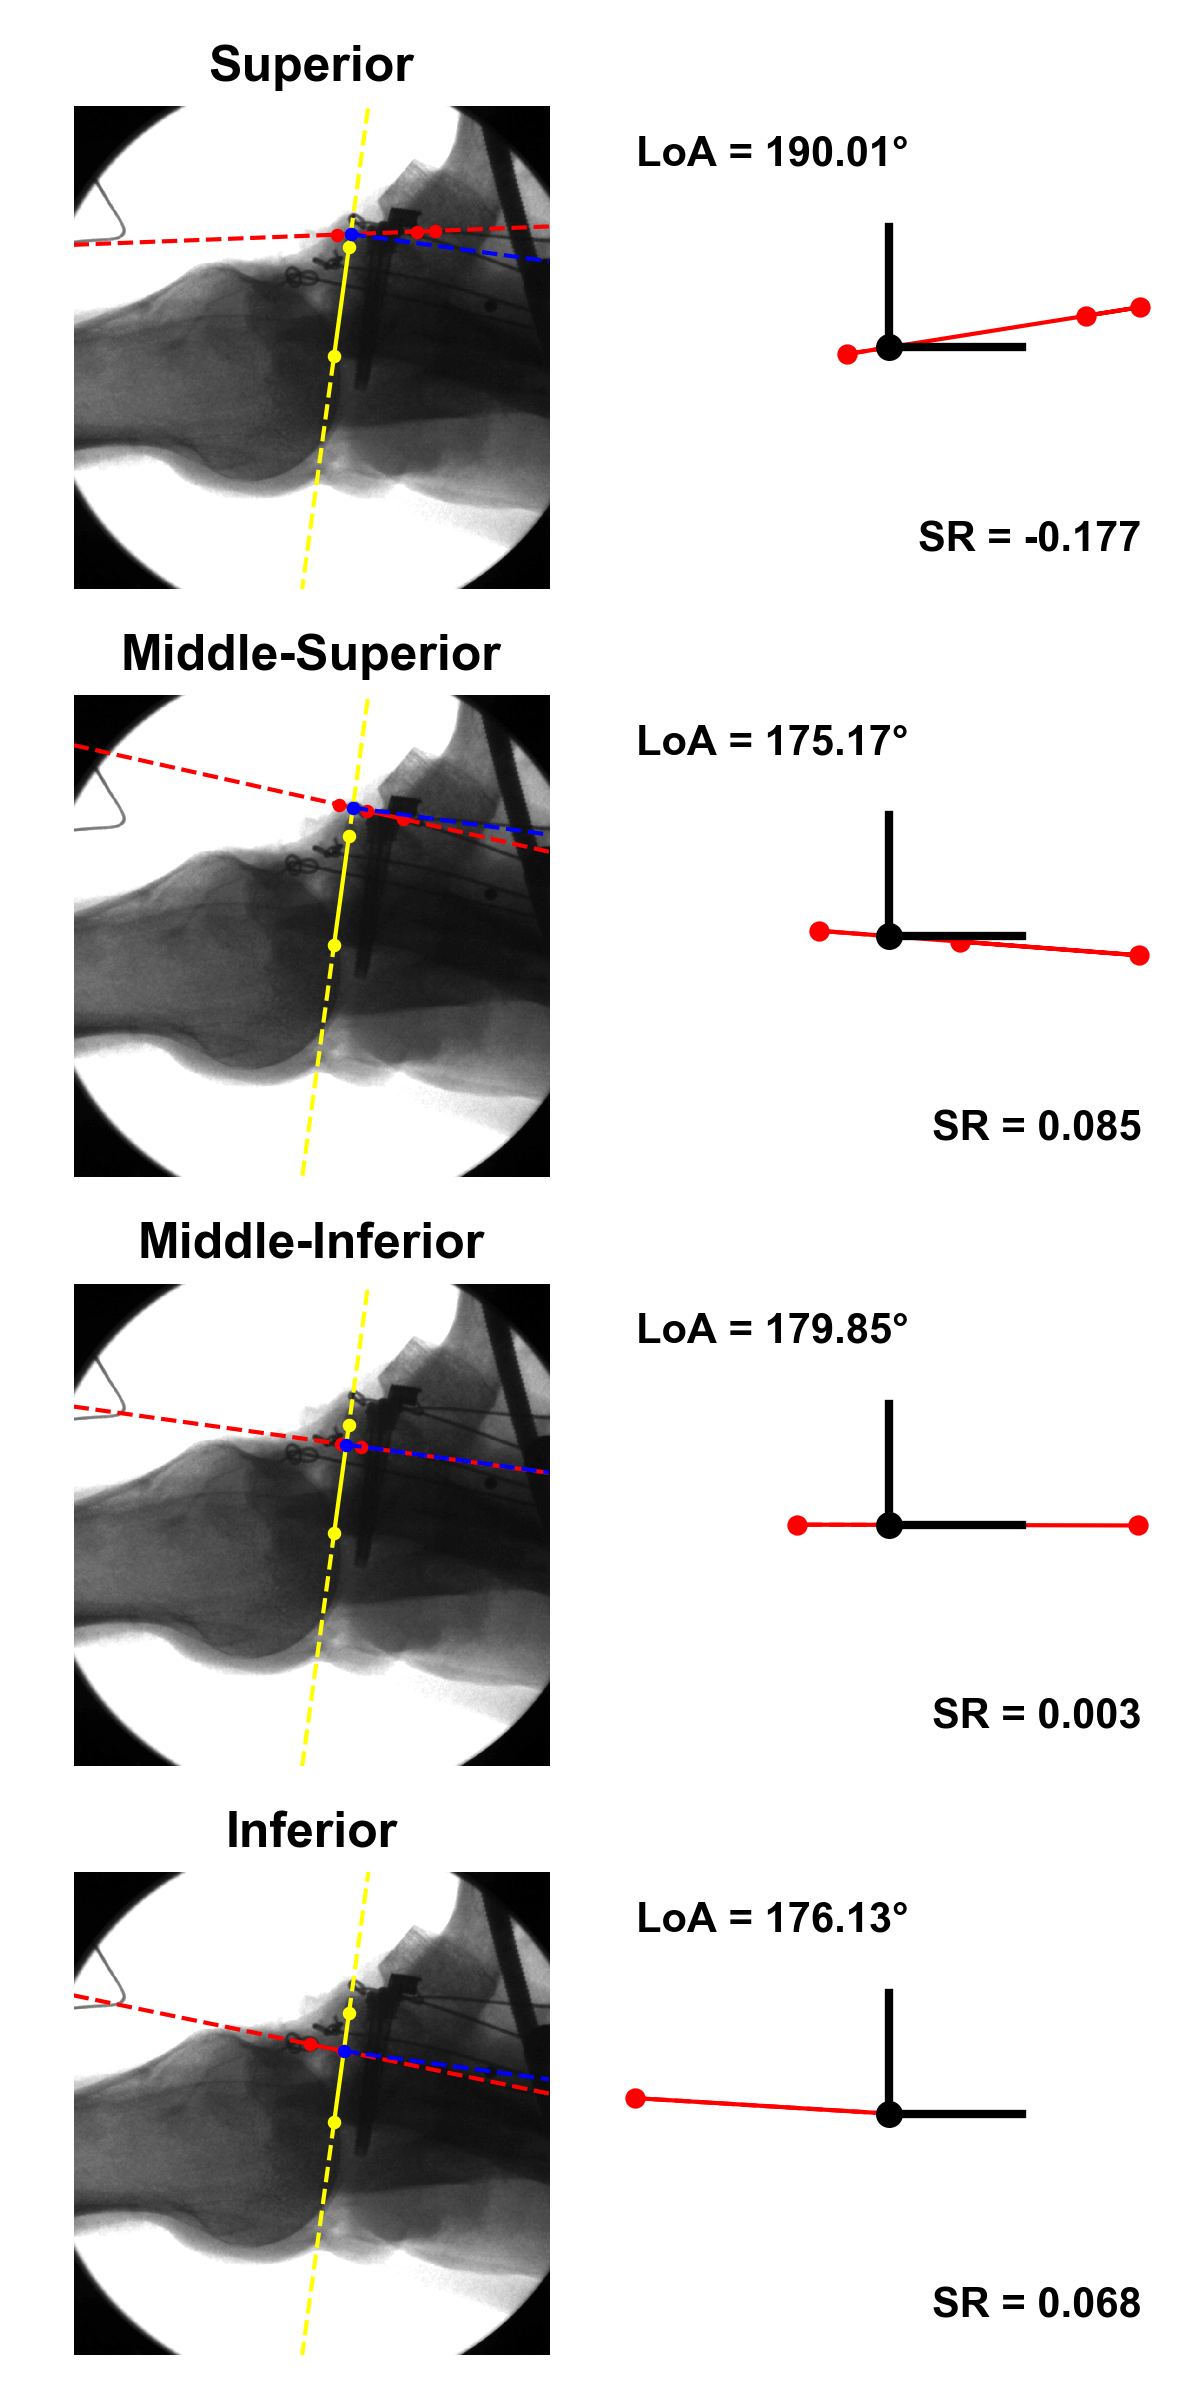 Superior
LoA = 190.01°
SR = -0.177
Middle-Superior
LoA = 175.17°
SR = 0.085
Middle-Inferior
LoA = 179.85°
SR = 0.003
Inferior
LoA = 176.13°
SR = 0.068